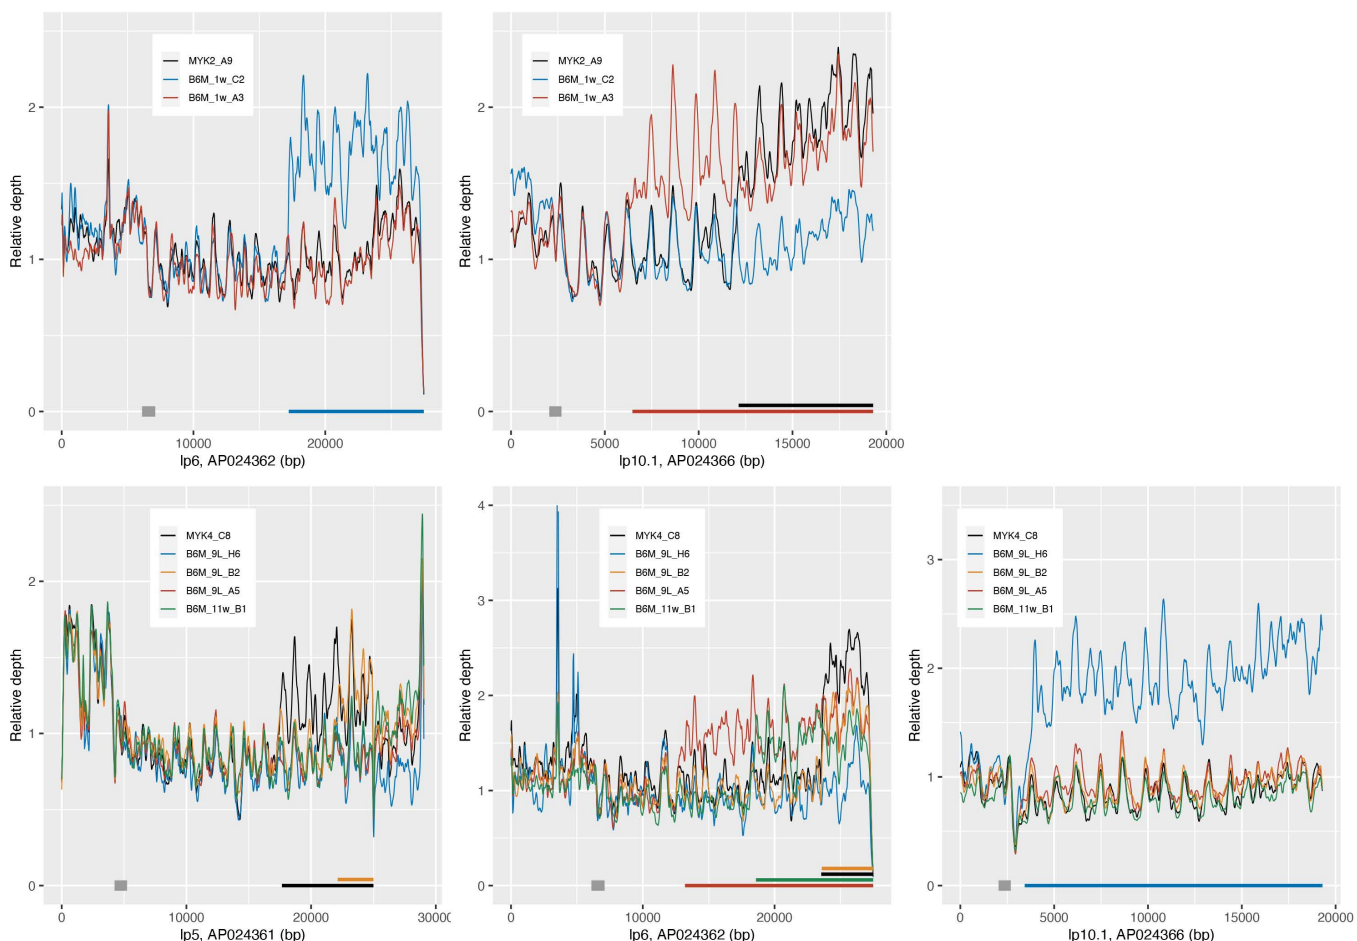 MYK2_A9
B6M_1w_C2
B6M_1w_A3
Relative depth
2
1
0
0
10000
20000
lp6, AP024362 (bp)
MYK2_A9
B6M_1w_C2
B6M_1w_A3
Relative depth
2
1
0
0
5000
10000
15000
20000
lp10.1, AP024366 (bp)
MYK4_C8
B6M_9L_H6
B6M_9L_B2
B6M_9L_A5
B6M_11w_B1
Relative depth
2
1
0
0
10000
20000
30000
lp5, AP024361 (bp)
MYK4_C8
B6M_9L_H6
B6M_9L_B2
B6M_9L_A5
B6M_11w_B1
Relative depth
4
3
2
1
0
0
10000
20000
lp6, AP024362 (bp)
MYK4_C8
B6M_9L_H6
B6M_9L_B2
B6M_9L_A5
B6M_11w_B1
Relative depth
3
2
1
0
0
5000
10000
15000
20000
lp10.1, AP024366 (bp)